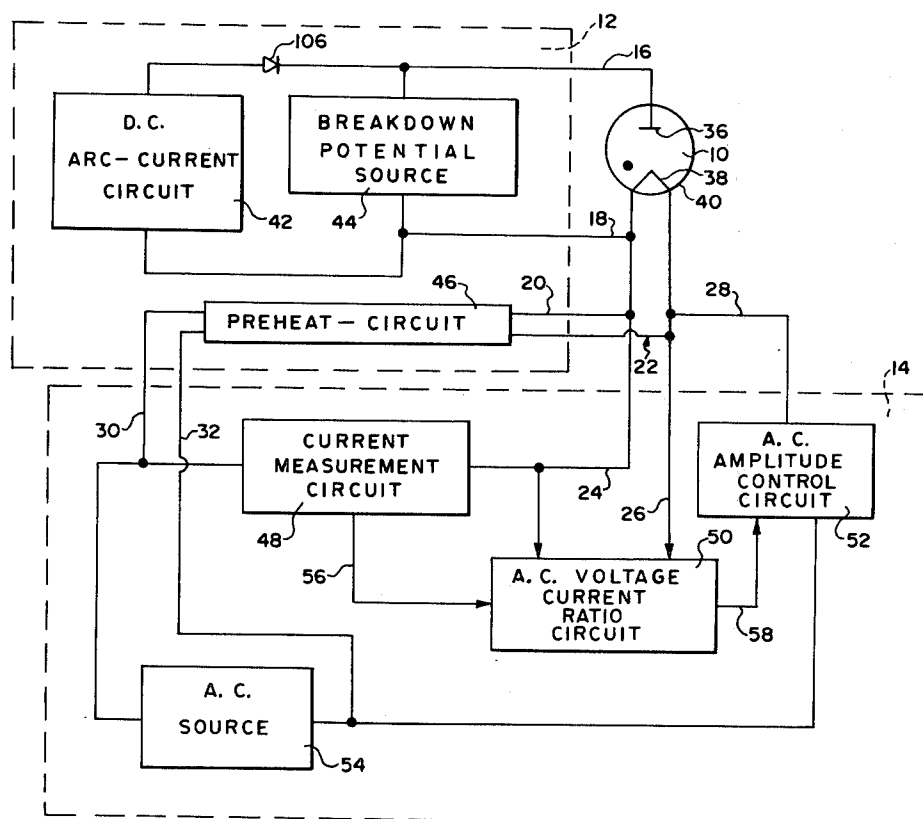 12
106
16
D.C.
ARC-CURRENT
CIRCUIT
42
BREAKDOWN
POTENTIAL
SOURCE
44
36
10
38
40
18
46
20
PREHEAT-CIRCUIT
22
28
14
30
32
CURRENT
MEASUREMENT
CIRCUIT
48
24
26
A.C.
AMPLITUDE
CONTROL
CIRCUIT
52
56
50
A.C. VOLTAGE
CURRENT
RATIO
CIRCUIT
58
A.C.
SOURCE
54